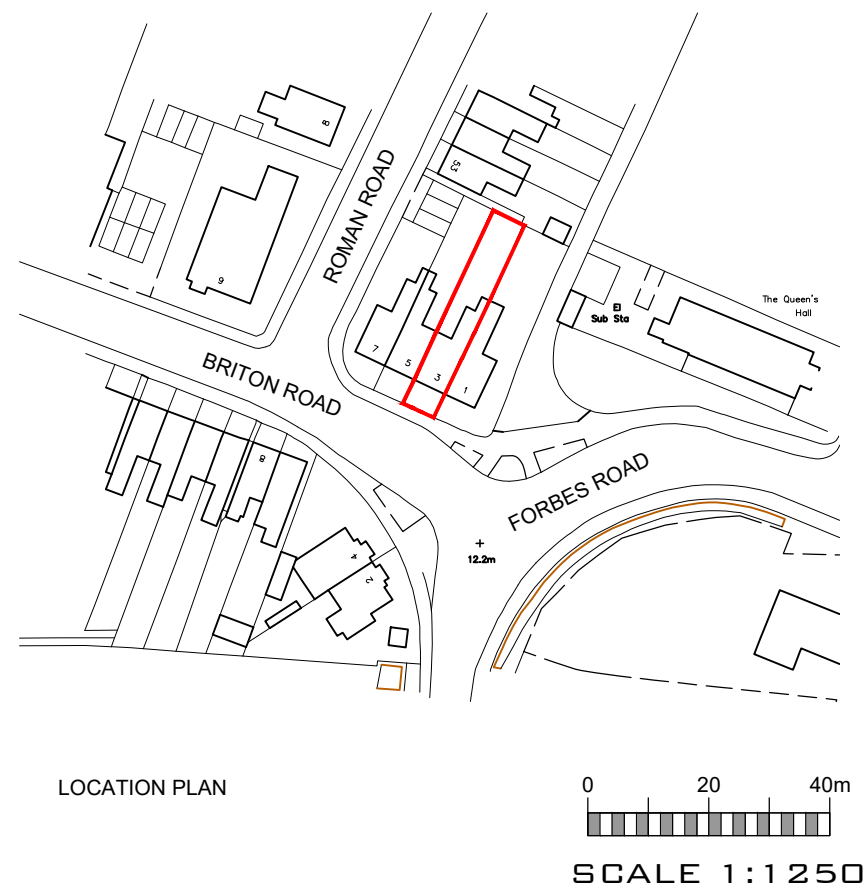 8
53
ROMAN ROAD
9
The Queen's
Hall
El
Sub Sta
7
5
3
1
BRITON ROAD
8
FORBES ROAD
4
2
12.2m
LOCATION PLAN
0 20 40m
SCALE 1:1250